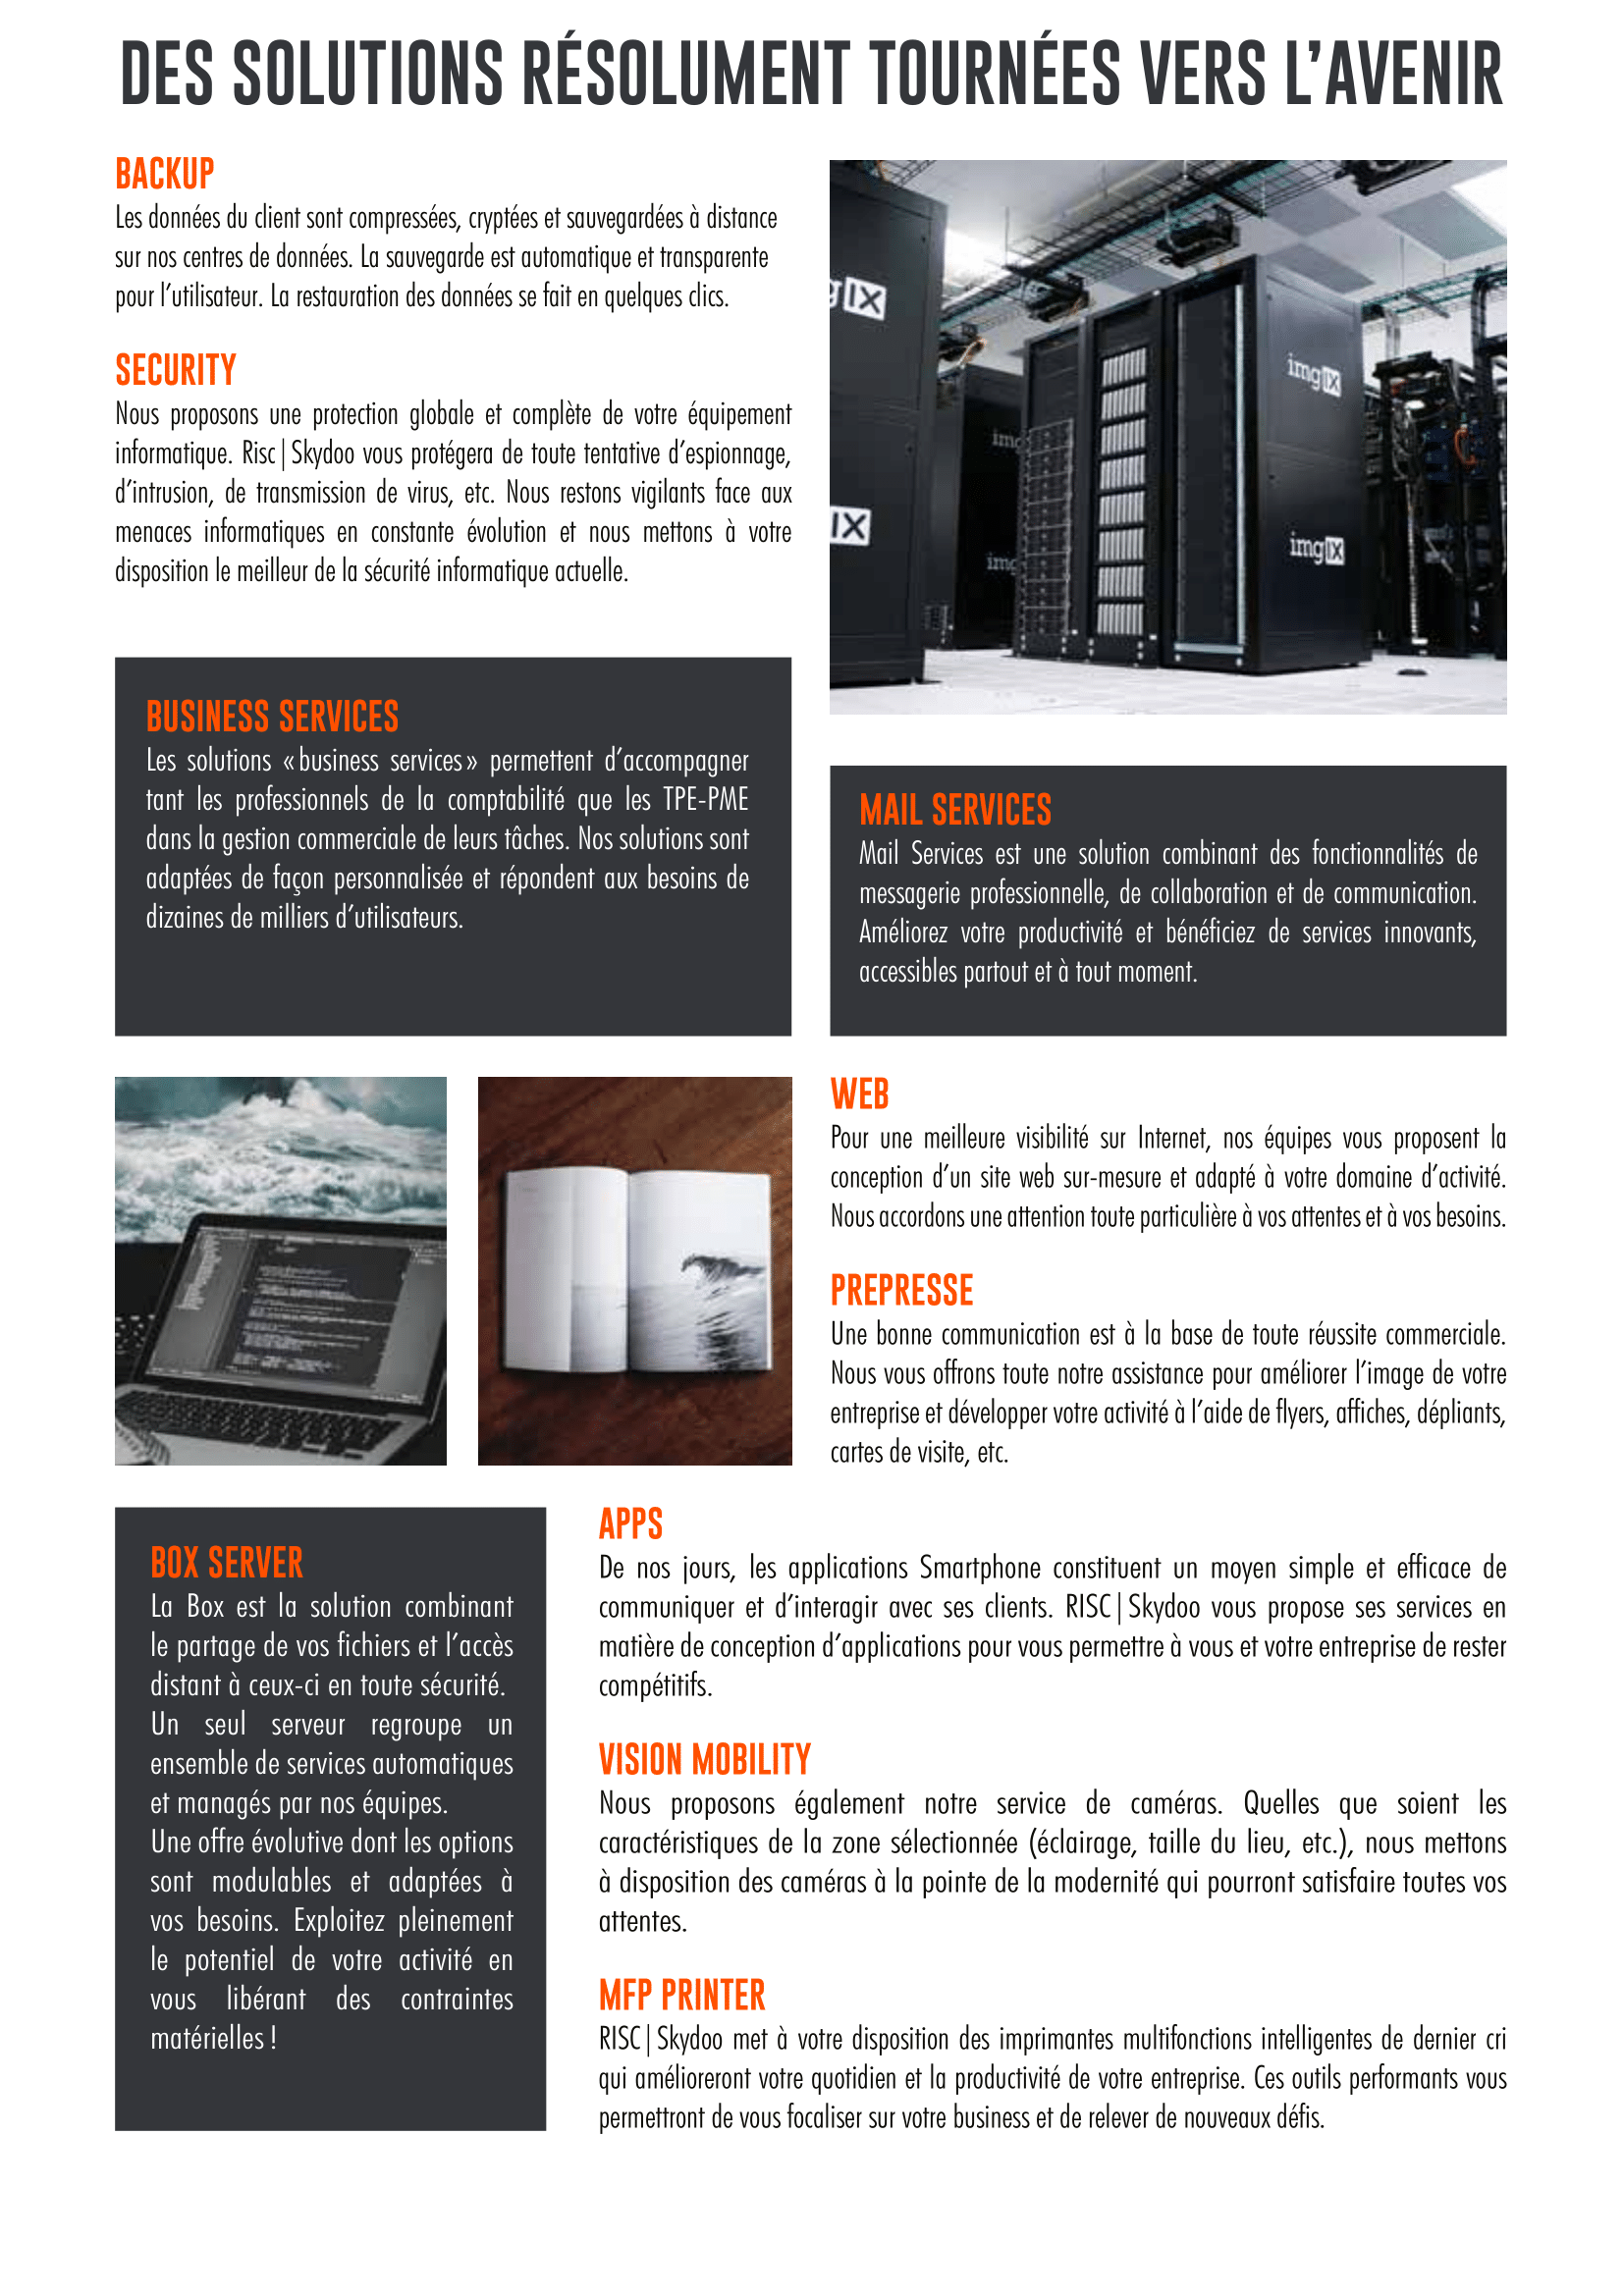 DES SOLUTIONS RÉSOLUMENT TOURNÉES VERS L'AVENIR
BACKUP
Les données du client sont compressées, cryptées et sauvegardées à distance
sur nos centres de données. La sauvegarde est automatique et transparente
pour l'utilisateur. La restauration des données se fait en quelques clics.
SECURITY
Nous proposons une protection globale et complète de votre équipement
informatique. Risc|Skydoo vous protégera de toute tentative d'espionnage,
d'intrusion, de transmission de virus, etc. Nous restons vigilants face aux
menaces informatiques en constante évolution et nous mettons à votre
disposition le meilleur de la sécurité informatique actuelle.
IX
imgIX
img
IX
imgIX
img
BUSINESS SERVICES
Les solutions «business services» permettent d'accompagner
tant les professionnels de la comptabilité que les TPE-PME
dans la gestion commerciale de leurs tâches. Nos solutions sont
adaptées de façon personnalisée et répondent aux besoins de
dizaines de milliers d'utilisateurs.
MAIL SERVICES
Mail Services est une solution combinant des fonctionnalités de
messagerie professionnelle, de collaboration et de communication.
Améliorez votre productivité et bénéficiez de services innovants,
accessibles partout et à tout moment.
WEB
Pour une meilleure visibilité sur Internet, nos équipes vous proposent la
conception d'un site web sur-mesure et adapté à votre domaine d'activité.
Nous accordons une attention toute particulière à vos attentes et à vos besoins.
PREPRESSE
Une bonne communication est à la base de toute réussite commerciale.
Nous vous offrons toute notre assistance pour améliorer l'image de votre
entreprise et développer votre activité à l'aide de flyers, affiches, dépliants,
cartes de visite, etc.
BOX SERVER
La Box est la solution combinant
le partage de vos fichiers et l'accès
distant à ceux-ci en toute sécurité.
Un seul serveur regroupe un
ensemble de services automatiques
et managés par nos équipes.
Une offre évolutive dont les options
sont modulables et adaptées à
vos besoins. Exploitez pleinement
le potentiel de votre activité en
vous libérant des contraintes
matérielles !
APPS
De nos jours, les applications Smartphone constituent un moyen simple et efficace de
communiquer et d'interagir avec ses clients. RISC|Skydoo vous propose ses services en
matière de conception d'applications pour vous permettre à vous et votre entreprise de rester
compétitifs.
VISION MOBILITY
Nous proposons également notre service de caméras. Quelles que soient les
caractéristiques de la zone sélectionnée (éclairage, taille du lieu, etc.), nous mettons
à disposition des caméras à la pointe de la modernité qui pourront satisfaire toutes vos
attentes.
MFP PRINTER
RISC|Skydoo met à votre disposition des imprimantes multifonctions intelligentes de dernier cri
qui amélioreront votre quotidien et la productivité de votre entreprise. Ces outils performants vous
permettront de vous focaliser sur votre business et de relever de nouveaux défis.